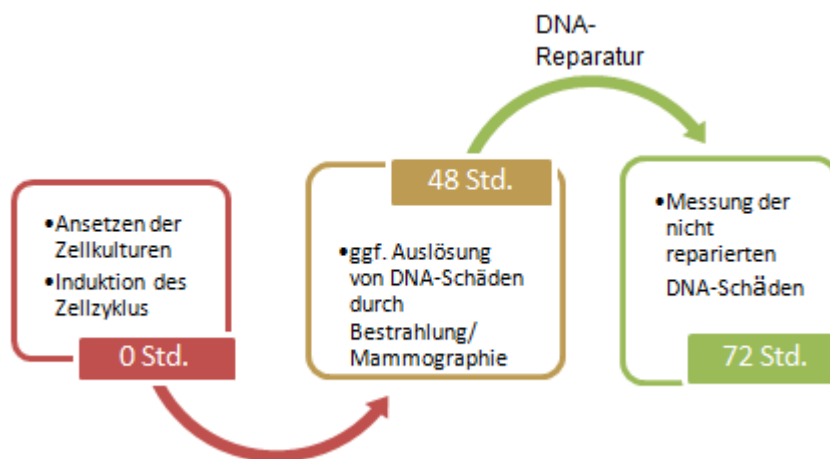 DNA-
Reparatur
•Ansetzen der
Zellkulturen
•Induktion des
Zellzyklus
0 Std.
48 Std.
•ggf. Auslösung
von DNA-Schäden
durch
Bestrahlung/
Mammographie
•Messung der
nicht
reparierten
DNA-Schäden
72 Std.